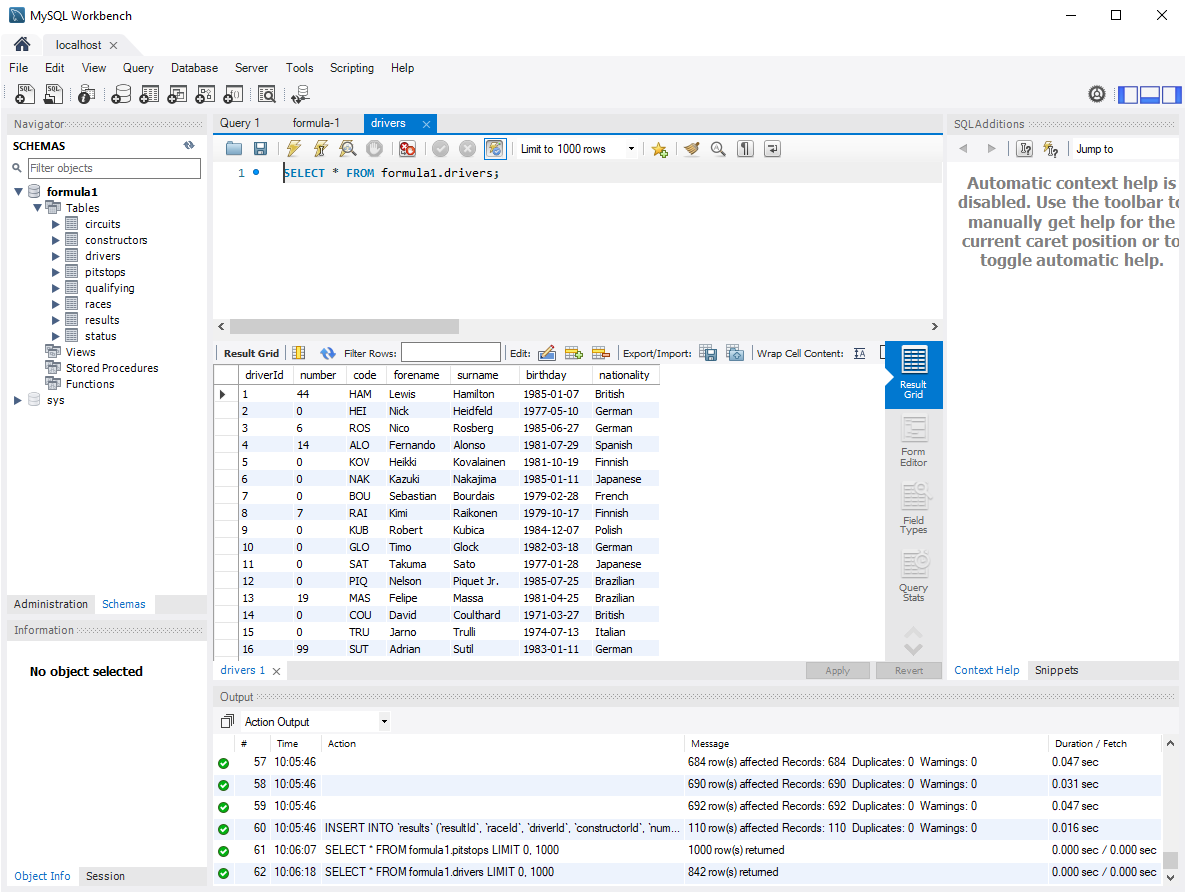 MySQL Workbench
localhost
File Edit View Query Database Server Tools Scripting Help
Navigator
SCHEMAS
Filter objects
formula1
Tables
circuits
constructors
drivers
pitstops
qualifying
races
results
status
Views
Stored Procedures
Functions
sys
Administration Schemas
Information
No object selected
Object Info Session
Query 1 formula-1 drivers
Limit to 1000 rows
1 SELECT * FROM formula1.drivers;
Result Grid Filter Rows: Edit: Export/Import: Wrap Cell Content:
driverId number code forename surname birthday nationality
1 44 HAM Lewis Hamilton 1985-01-07 British
2 0 HEI Nick Heidfeld 1977-05-10 German
3 6 ROS Nico Rosberg 1985-06-27 German
4 14 ALO Fernando Alonso 1981-07-29 Spanish
5 0 KOV Heikki Kovalainen 1981-10-19 Finnish
6 0 NAK Kazuki Nakajima 1985-01-11 Japanese
7 0 BOU Sebastian Bourdais 1979-02-28 French
8 7 RAI Kimi Raikonen 1979-10-17 Finnish
9 0 KUB Robert Kubica 1984-12-07 Polish
10 0 GLO Timo Glock 1982-03-18 German
11 0 SAT Takuma Sato 1977-01-28 Japanese
12 0 PIQ Nelson Piquet Jr. 1985-07-25 Brazilian
13 19 MAS Felipe Massa 1981-04-25 Brazilian
14 0 COU David Coulthard 1971-03-27 British
15 0 TRU Jarno Trulli 1974-07-13 Italian
16 99 SUT Adrian Sutil 1983-01-11 German
Result
Grid
Form
Editor
Field
Types
Query
Stats
drivers 1 Apply Revert
SQLAdditions
Jump to
Automatic context help is
disabled. Use the toolbar to
manually get help for the
current caret position or to
toggle automatic help.
Context Help Snippets
Output
Action Output
# Time Action Message Duration / Fetch
57 10:05:46 684 row(s) affected Records: 684 Duplicates: 0 Warnings: 0 0.047 sec
58 10:05:46 690 row(s) affected Records: 690 Duplicates: 0 Warnings: 0 0.031 sec
59 10:05:46 692 row(s) affected Records: 692 Duplicates: 0 Warnings: 0 0.047 sec
60 10:05:46 INSERT INTO `results` (`resultId`, `raceId`, `driverId`, `constructorId`, `num... 110 row(s) affected Records: 110 Duplicates: 0 Warnings: 0 0.016 sec
61 10:06:07 SELECT * FROM formula1.pitstops LIMIT 0, 1000 1000 row(s) returned 0.000 sec / 0.000 sec
62 10:06:18 SELECT * FROM formula1.drivers LIMIT 0, 1000 842 row(s) returned 0.000 sec / 0.000 sec